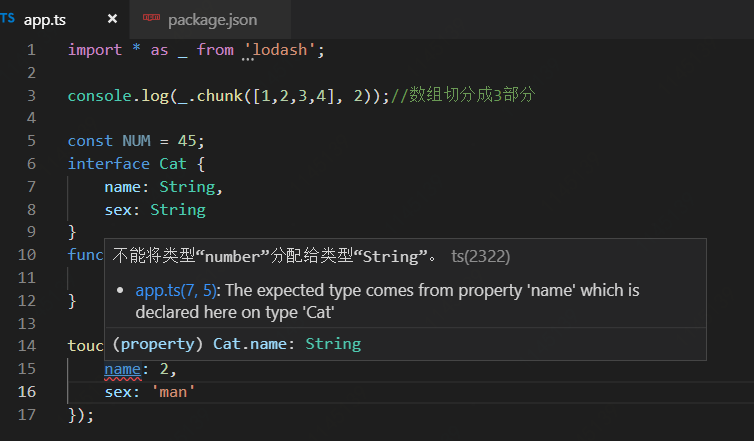 TS app.ts × package.json
1 import * as _ from 'lodash';
2
3 console.log(_.chunk([1,2,3,4], 2));//数组切分成3部分
4
5 const NUM = 45;
6 interface Cat {
7 name: String,
8 sex: String
9 }
10 func
不能将类型“number”分配给类型“String”。 ts(2322)
11
• app.ts(7, 5): The expected type comes from property 'name' which is
12 }
declared here on type 'Cat'
13
(property) Cat.name: String
14 touc
15 name: 2,
16 sex: 'man'
17 });